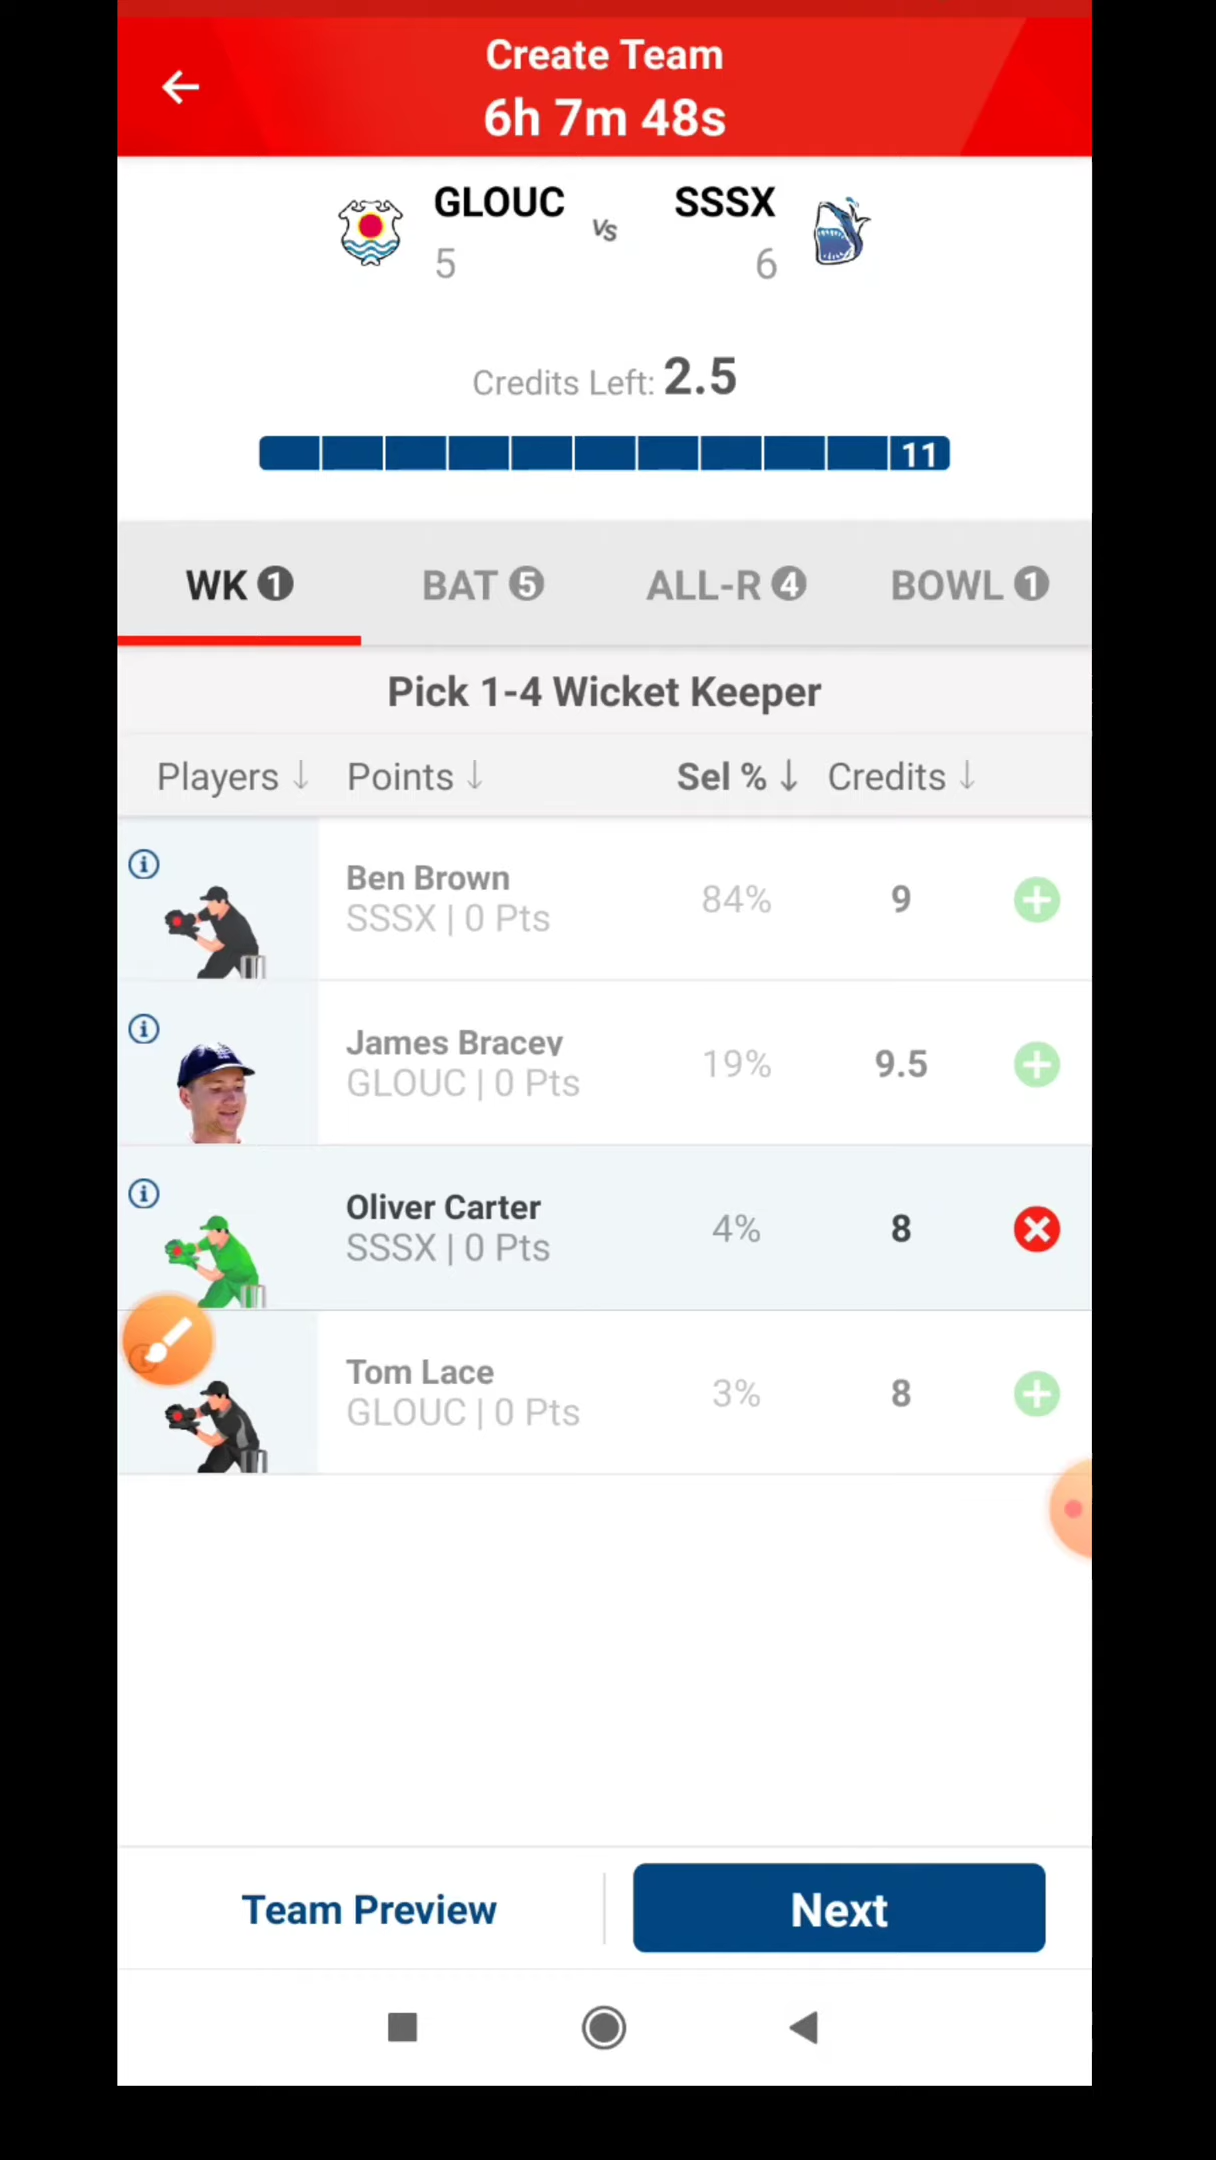 Create Team
6h 7m 48s
GLOUC vs SSSX
5 6
Credits Left: 2.5
11
WK 1 BAT 5 ALL-R 4 BOWL 1
Pick 1-4 Wicket Keeper
Players ↓ Points ↓ Sel % ↓ Credits ↓
Ben Brown
SSSX | 0 Pts 84% 9
James Bracey
GLOUC | 0 Pts 19% 9.5
Oliver Carter
SSSX | 0 Pts 4% 8
Tom Lace
GLOUC | 0 Pts 3% 8
Team Preview Next